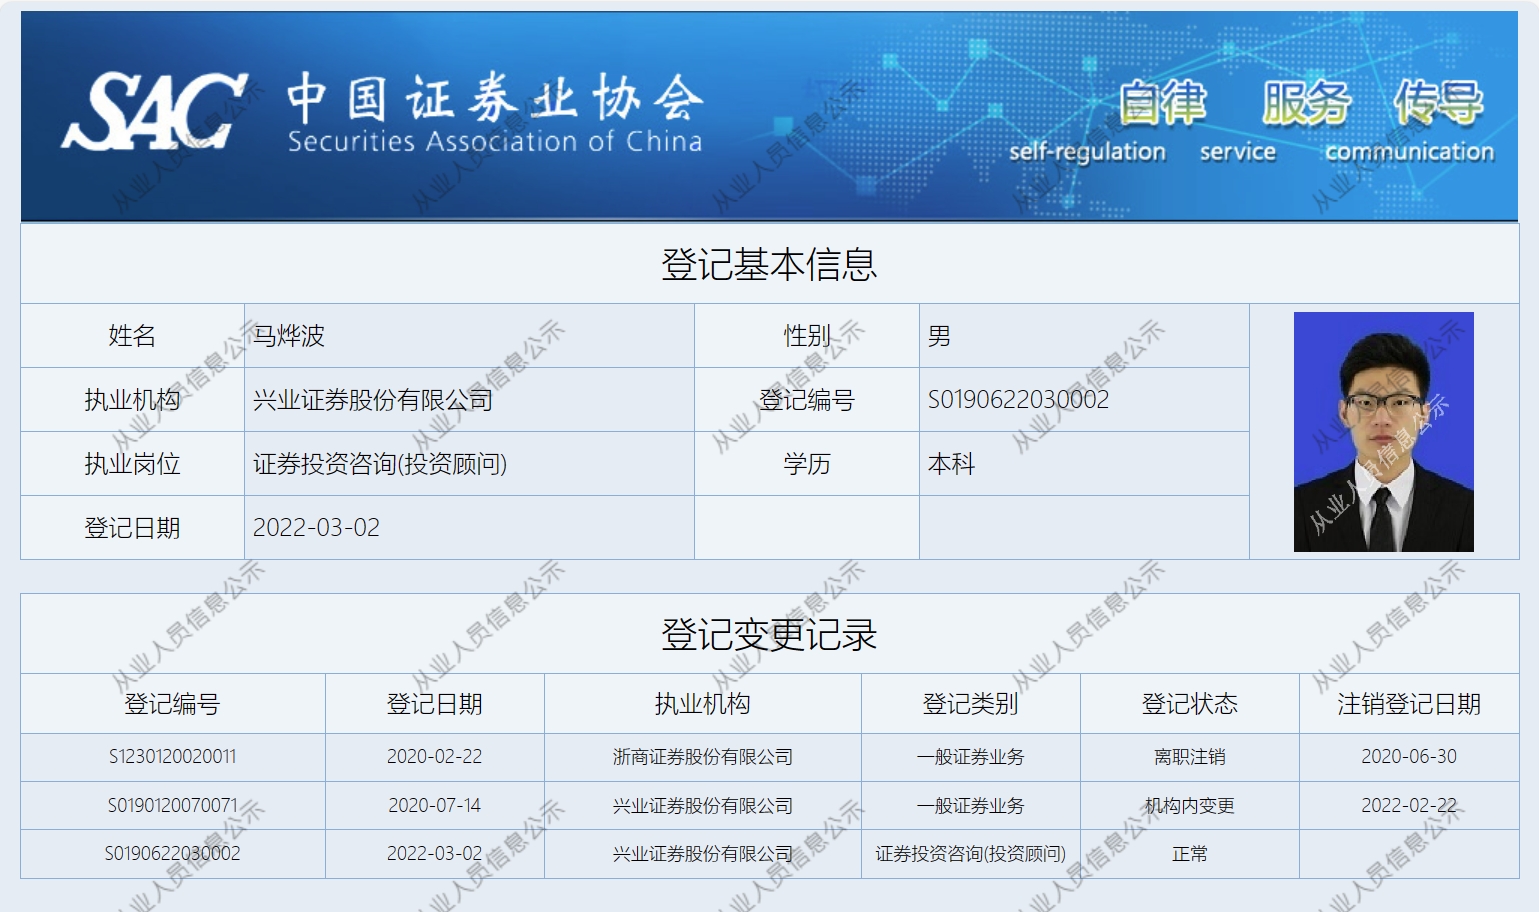 SAC 中国证券业协会
Securities Association of China
自律 服务 传导
self-regulation service communication
登记基本信息
姓名 马烨波 性别 男
执业机构 兴业证券股份有限公司 登记编号 S0190622030002
执业岗位 证券投资咨询(投资顾问) 学历 本科
登记日期 2022-03-02
登记变更记录
登记编号 登记日期 执业机构 登记类别 登记状态 注销登记日期
S1230120020011 2020-02-22 浙商证券股份有限公司 一般证券业务 离职注销 2020-06-30
S0190120070071 2020-07-14 兴业证券股份有限公司 一般证券业务 机构内变更 2022-02-22
S0190622030002 2022-03-02 兴业证券股份有限公司 证券投资咨询(投资顾问) 正常
从业人员信息公示